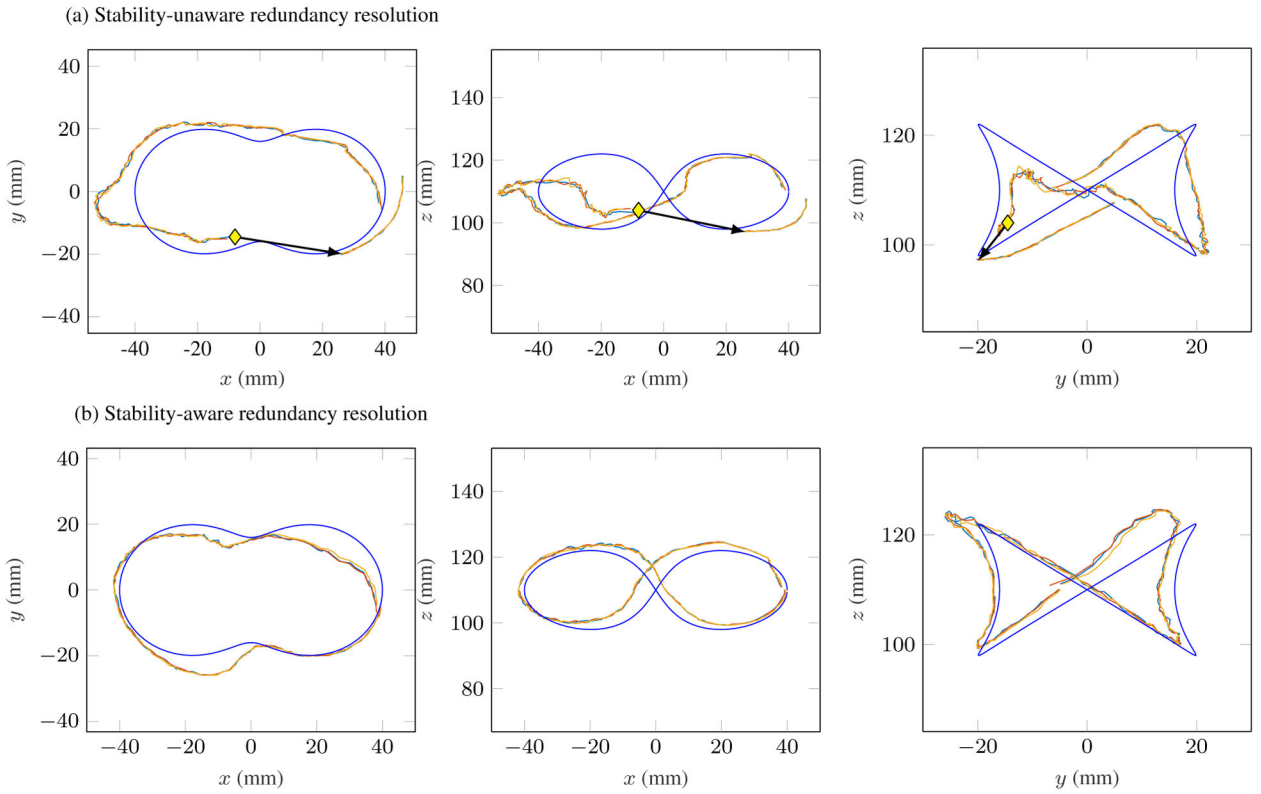 (a) Stability-unaware redundancy resolution
40
20
0
−20
−40
y (mm)
-40 -20 0 20 40
x (mm)
140
120
100
80
z (mm)
-40 -20 0 20 40
x (mm)
120
100
z (mm)
−20 0 20
y (mm)
(b) Stability-aware redundancy resolution
40
20
0
−20
−40
y (mm)
−40 −20 0 20 40
x (mm)
140
120
100
80
z (mm)
−40 −20 0 20 40
x (mm)
120
100
z (mm)
−20 0 20
y (mm)